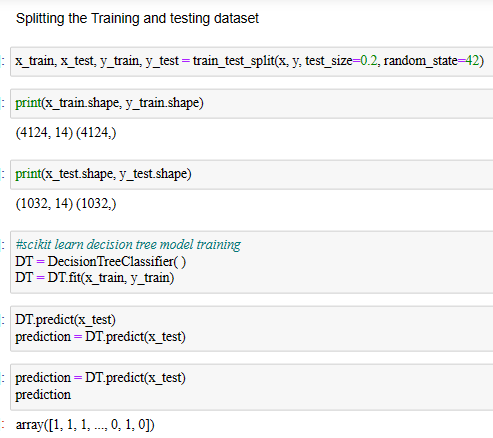 Splitting the Training and testing dataset
: x_train, x_test, y_train, y_test = train_test_split(x, y, test_size=0.2, random_state=42)
: print(x_train.shape, y_train.shape)
(4124, 14) (4124,)
: print(x_test.shape, y_test.shape)
(1032, 14) (1032,)
: #scikit learn decision tree model training
DT = DecisionTreeClassifier( )
DT = DT.fit(x_train, y_train)
: DT.predict(x_test)
prediction = DT.predict(x_test)
: prediction = DT.predict(x_test)
prediction
: array([1, 1, 1, ..., 0, 1, 0])